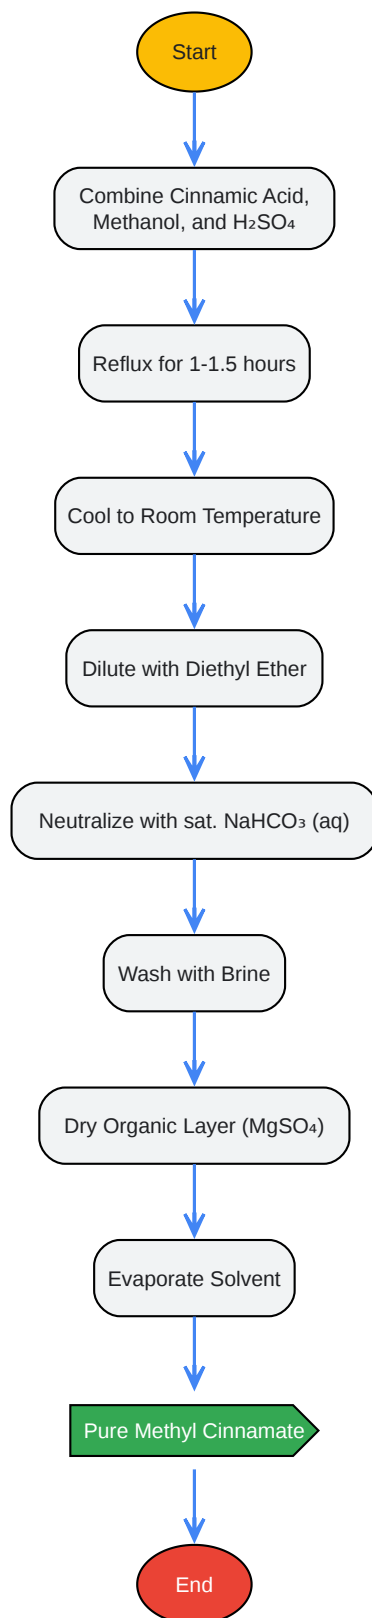 Start
Combine Cinnamic Acid,
Methanol, and H₂SO₄
Reflux for 1-1.5 hours
Cool to Room Temperature
Dilute with Diethyl Ether
Neutralize with sat. NaHCO₃ (aq)
Wash with Brine
Dry Organic Layer (MgSO₄)
Evaporate Solvent
Pure Methyl Cinnamate
End